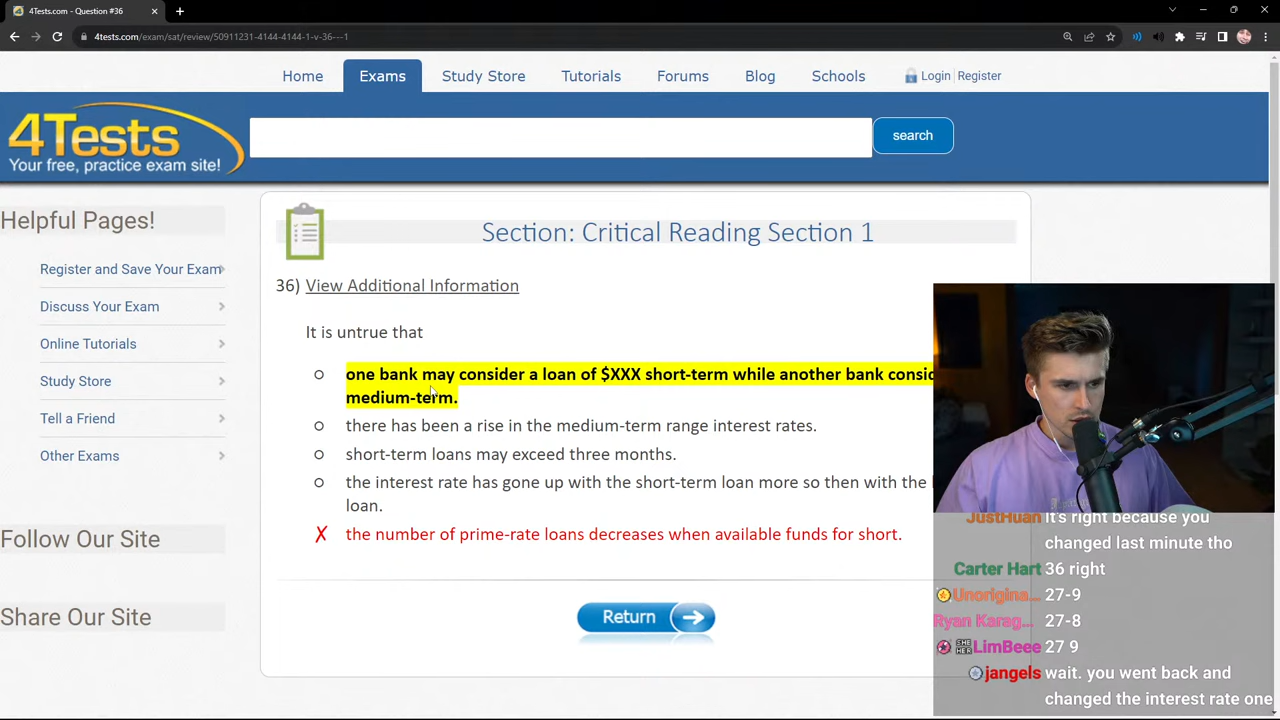 4Tests.com - Question #36
4tests.com/exam/sat/review/50911231-4144-4144-1-v-36---1
Home
Exams
Study Store
Tutorials
Forums
Blog
Schools
Login
Register
4Tests
Your free, practice exam site!
search
Helpful Pages!
Register and Save Your Exam
Discuss Your Exam
Online Tutorials
Study Store
Tell a Friend
Other Exams
Follow Our Site
Share Our Site
Section: Critical Reading Section 1
36) View Additional Information
It is untrue that
one bank may consider a loan of $XXX short-term while another bank consid
medium-term.
there has been a rise in the medium-term range interest rates.
short-term loans may exceed three months.
the interest rate has gone up with the short-term loan more so then with the
loan.
the number of prime-rate loans decreases when available funds for short.
Return
JustHuan It's right because you
changed last minute tho
Carter Hart 36 right
Unorigina... 27-9
Ryan Karag... 27-8
SHE HER LimBeee 27 9
jangels wait. you went back and
changed the interest rate one